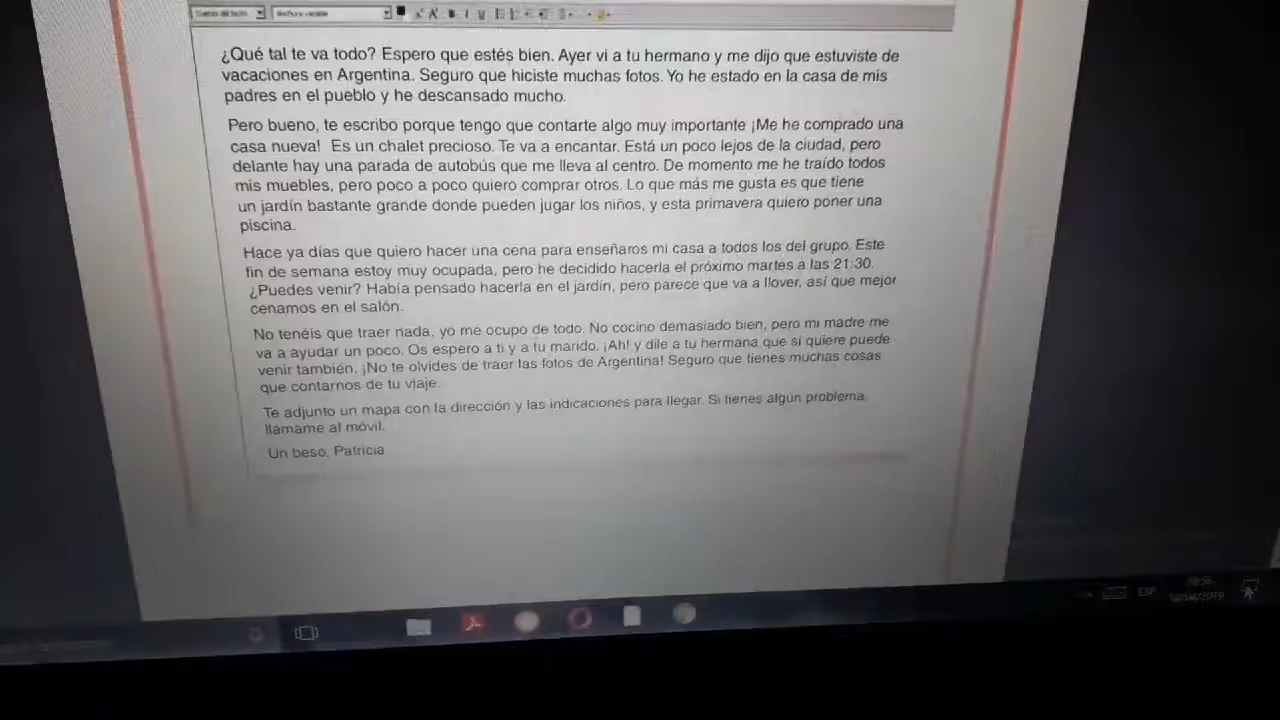 ¿Qué tal te va todo? Espero que estés bien. Ayer vi a tu hermano y me dijo que estuviste de
vacaciones en Argentina. Seguro que hiciste muchas fotos. Yo he estado en la casa de mis
padres en el pueblo y he descansado mucho.
Pero bueno, te escribo porque tengo que contarte algo muy importante ¡Me he comprado una
casa nueva! Es un chalet precioso. Te va a encantar. Está un poco lejos de la ciudad, pero
delante hay una parada de autobús que me lleva al centro. De momento me he traído todos
mis muebles, pero poco a poco quiero comprar otros. Lo que más me gusta es que tiene
un jardín bastante grande donde pueden jugar los niños, y esta primavera quiero poner una
piscina.
Hace ya días que quiero hacer una cena para enseñaros mi casa a todos los del grupo. Este
fin de semana estoy muy ocupada, pero he decidido hacerla el próximo martes a las 21:30.
¿Puedes venir? Había pensado hacerla en el jardín, pero parece que va a llover, así que mejor
cenamos en el salón.
No tenéis que traer nada, yo me ocupo de todo. No cocino demasiado bien, pero mi madre me
va a ayudar un poco. Os espero a ti y a tu marido. ¡Ah! y dile a tu hermana que si quiere puede
venir también. ¡No te olvides de traer las fotos de Argentina! Seguro que tienes muchas cosas
que contarnos de tu viaje.
Te adjunto un mapa con la dirección y las indicaciones para llegar. Si tienes algún problema,
llámame al móvil.
Un beso, Patricia
ESP